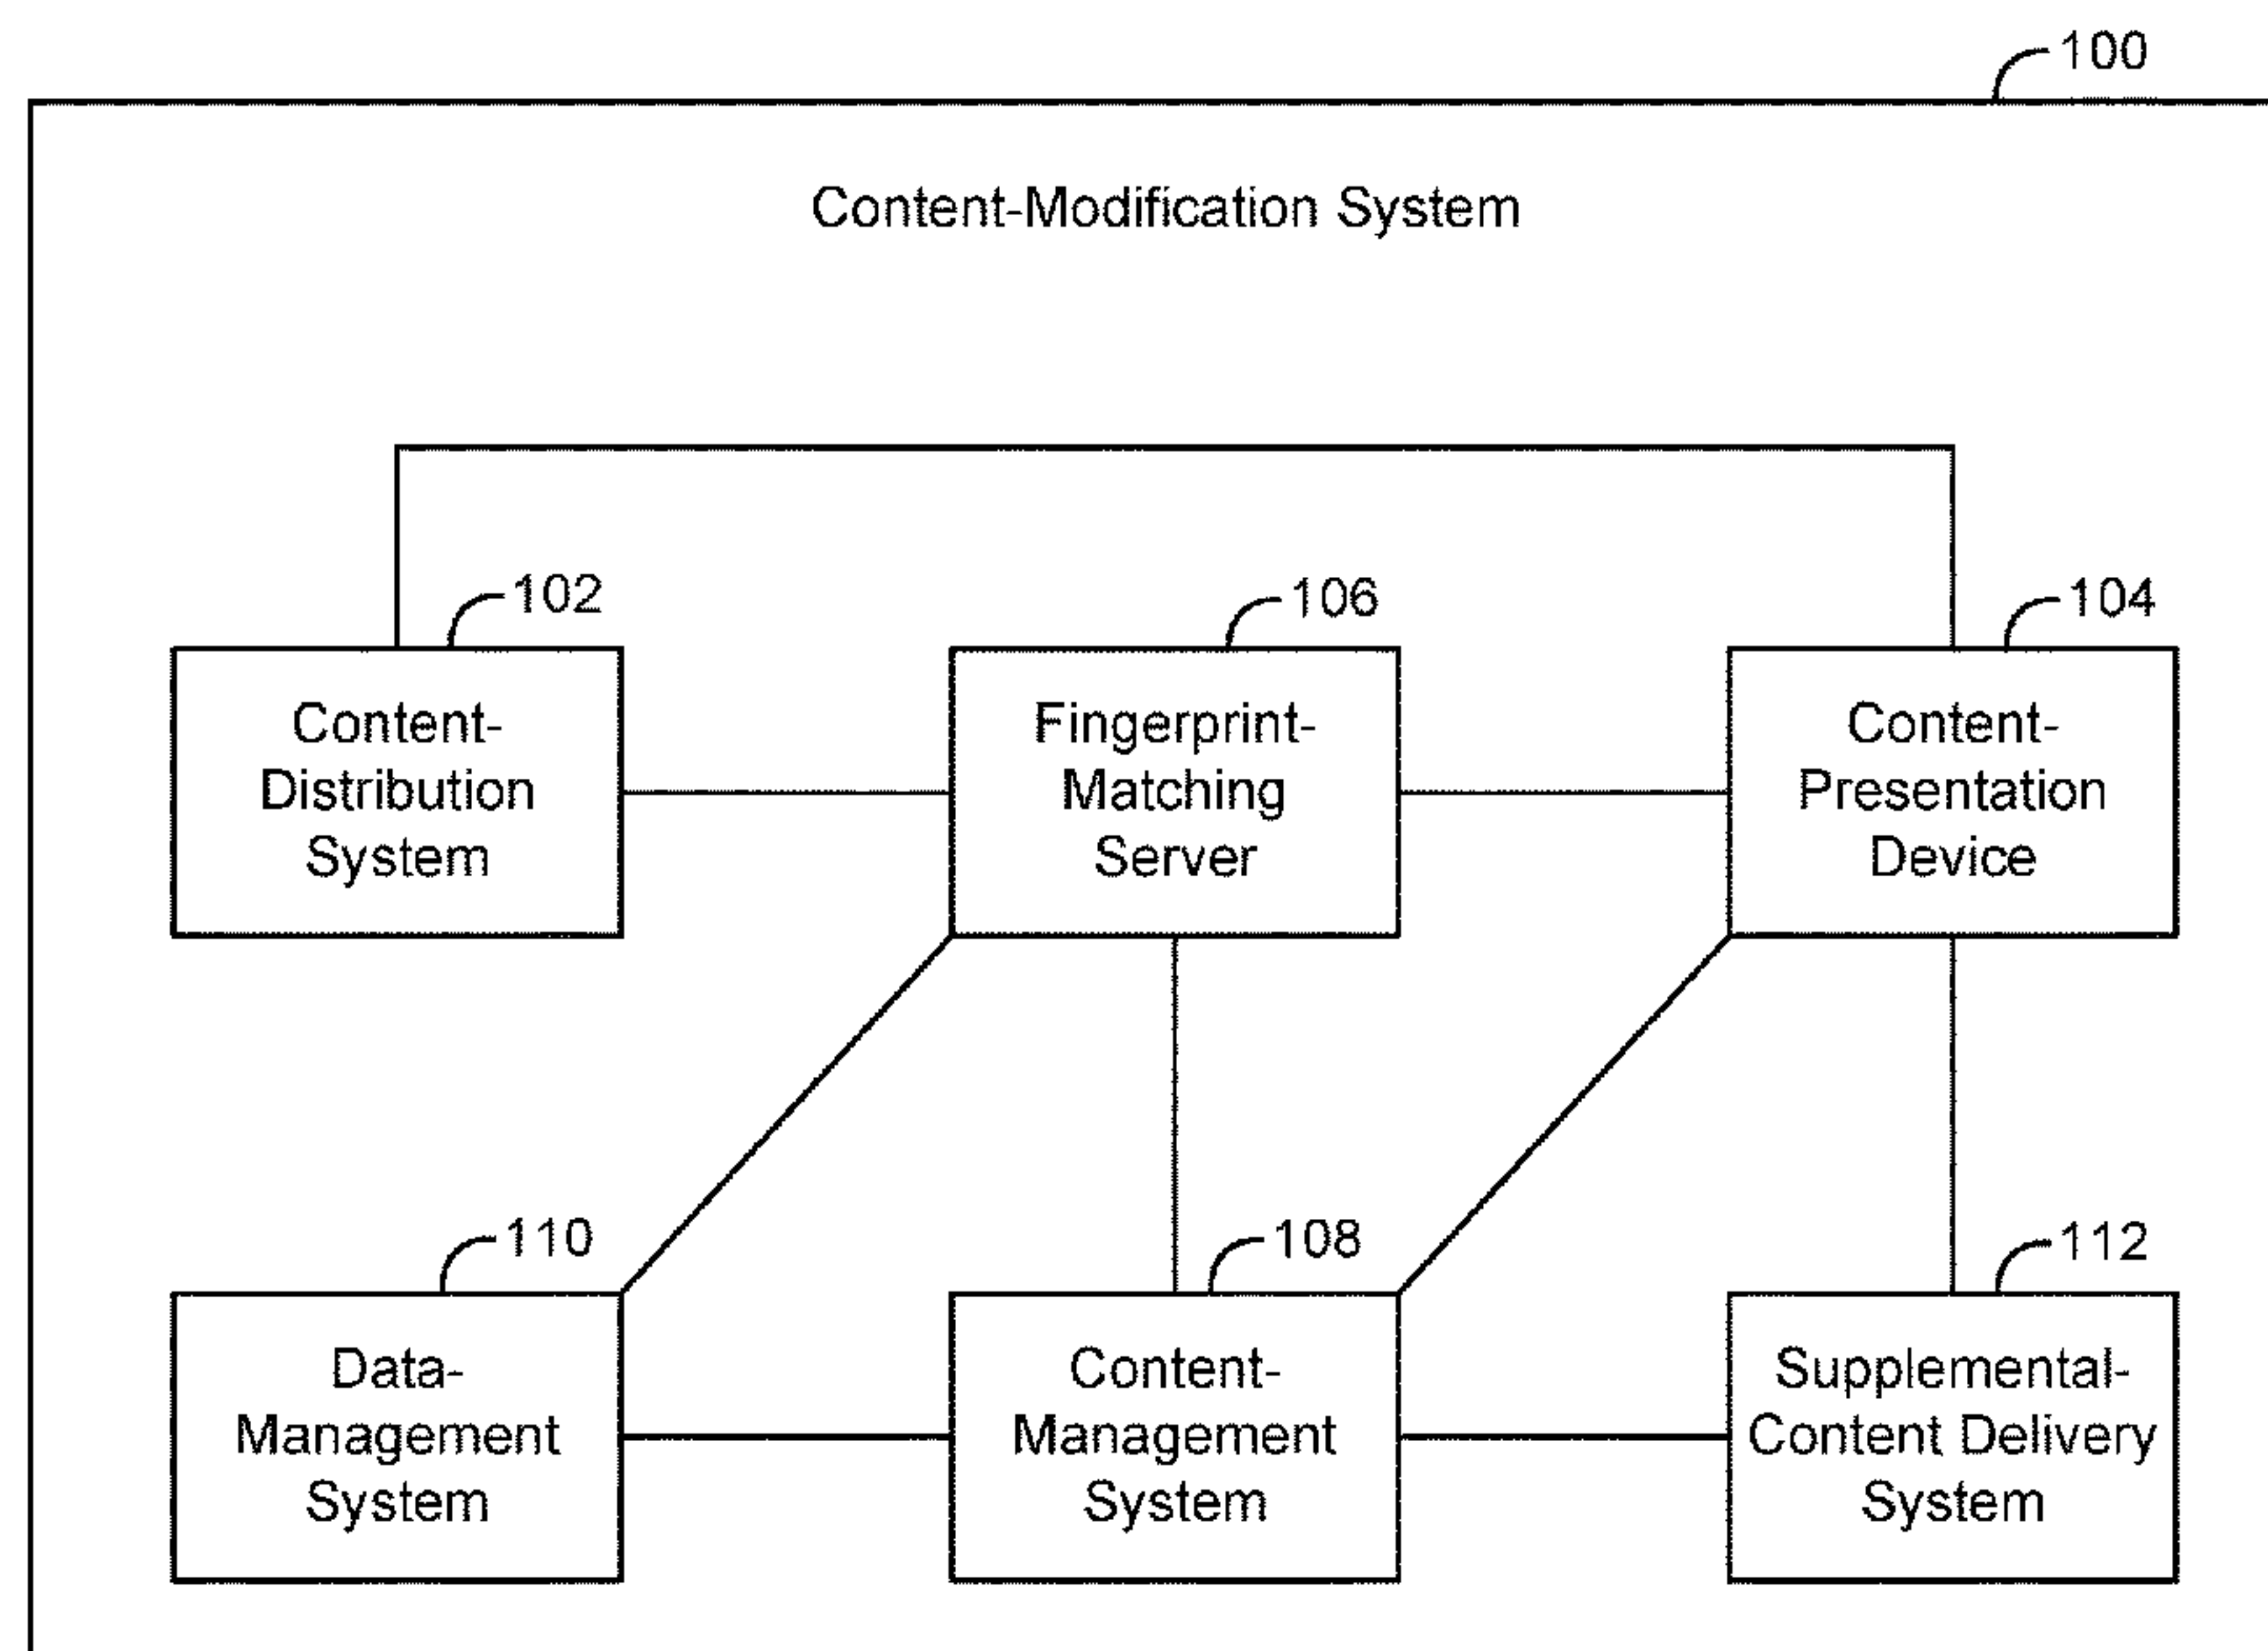 100
Content-Modification System
102
106
104
Content-
Distribution
System
Fingerprint-
Matching
Server
Content-
Presentation
Device
110
108
112
Data-
Management
System
Content-
Management
System
Supplemental-
Content Delivery
System